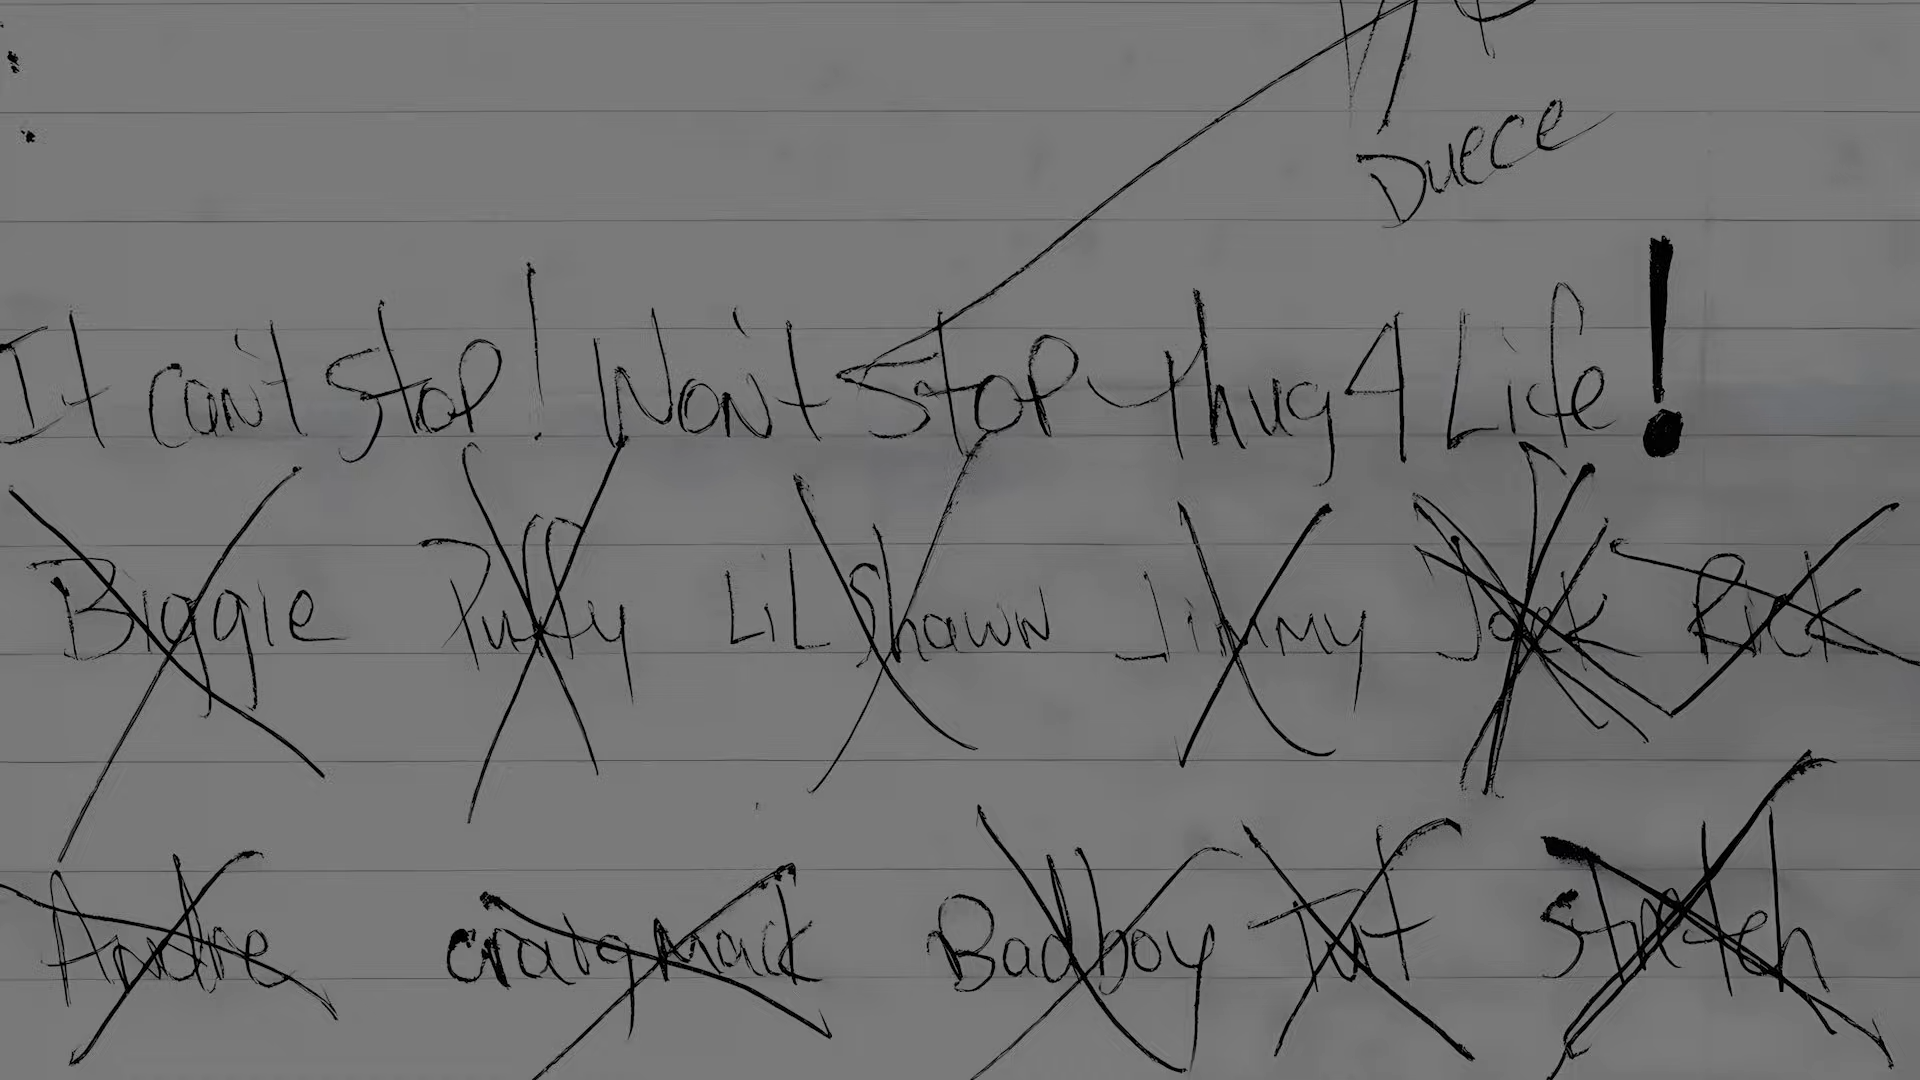 Duece
It can't stop! Won't Stop Thug 4 Life!
Biggie Puffy LiL Shawn Jimmy Jack Rick
Andre craig mack Badboy Tut Stretch